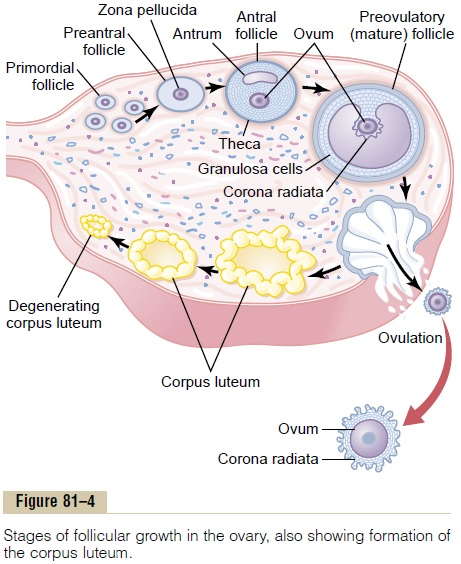 Zona pellucida
Preantral
follicle
Primordial
follicle
Antrum
Antral
follicle
Ovum
Preovulatory
(mature) follicle
Theca
Granulosa cells
Corona radiata
Degenerating
corpus luteum
Corpus luteum
Ovulation
Ovum
Corona radiata
Figure 81–4
Stages of follicular growth in the ovary, also showing formation of
the corpus luteum.